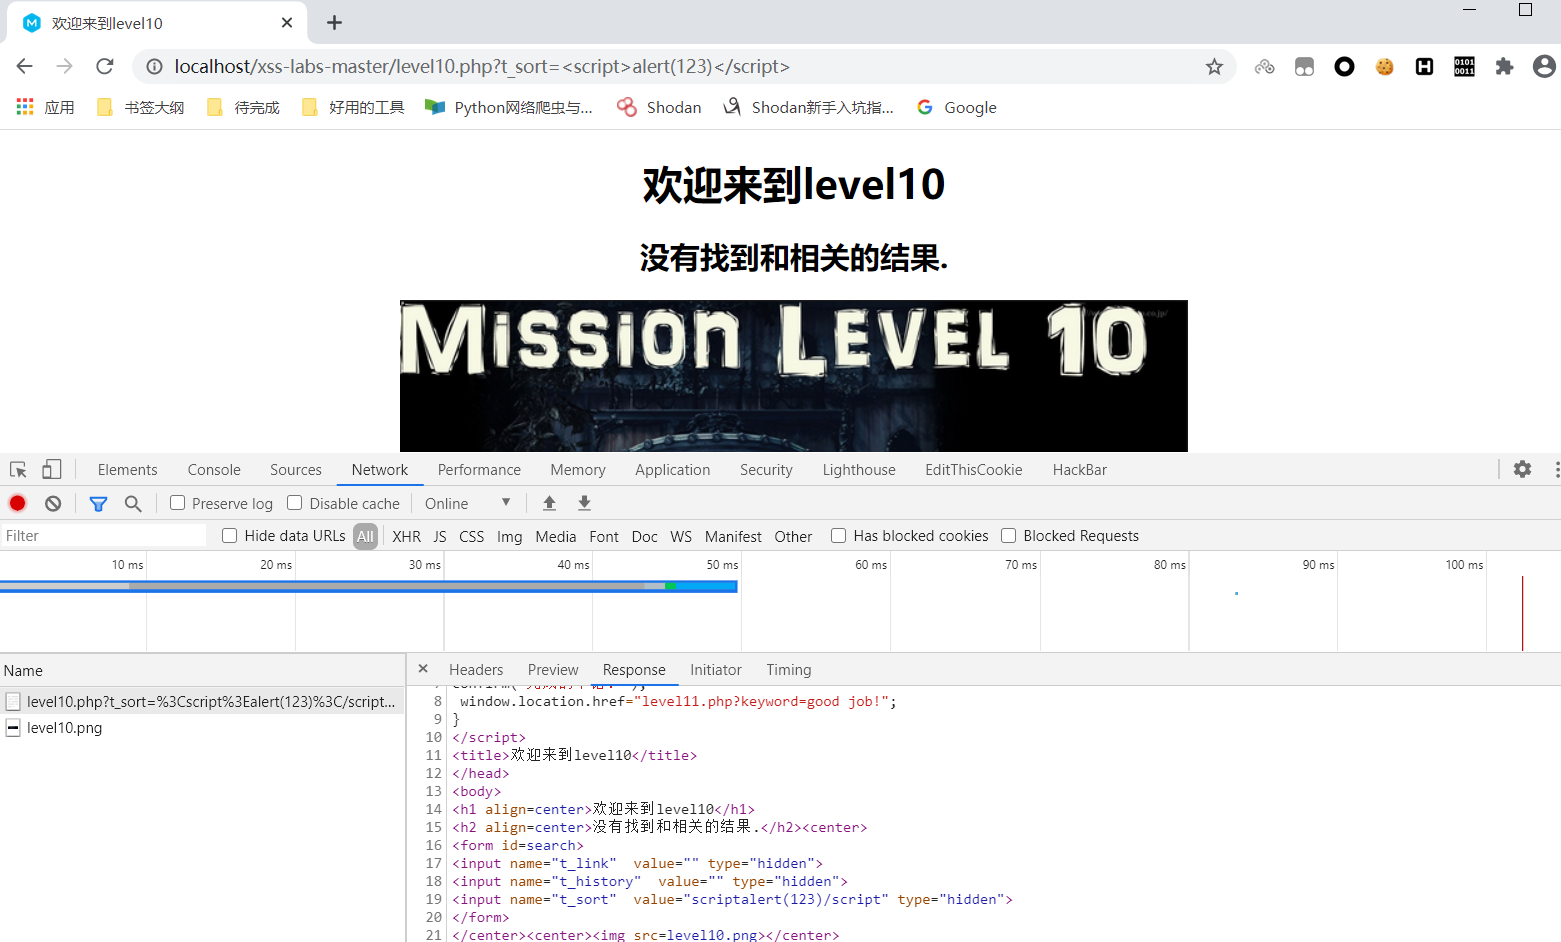 欢迎来到level10
localhost/xss-labs-master/level10.php?t_sort=<script>alert(123)</script>
应用 书签大纲 待完成 好用的工具 Python网络爬虫与... Shodan Shodan新手入坑指... Google
欢迎来到level10
没有找到和相关的结果.
Mission Level 10
Elements Console Sources Network Performance Memory Application Security Lighthouse EditThisCookie HackBar
Preserve log Disable cache Online
Filter Hide data URLs All XHR JS CSS Img Media Font Doc WS Manifest Other Has blocked cookies Blocked Requests
10 ms 20 ms 30 ms 40 ms 50 ms 60 ms 70 ms 80 ms 90 ms 100 ms
Name
level10.php?t_sort=%3Cscript%3Ealert(123)%3C/script...
level10.png
Headers Preview Response Initiator Timing
8 window.location.href="level11.php?keyword=good job!";
9 }
10 </script>
11 <title>欢迎来到level10</title>
12 </head>
13 <body>
14 <h1 align=center>欢迎来到level10</h1>
15 <h2 align=center>没有找到和相关的结果.</h2><center>
16 <form id=search>
17 <input name="t_link"  value="" type="hidden">
18 <input name="t_history"  value="" type="hidden">
19 <input name="t_sort"  value="scriptalert(123)/script" type="hidden">
20 </form>
21 </center><center><img src=level10.png></center>